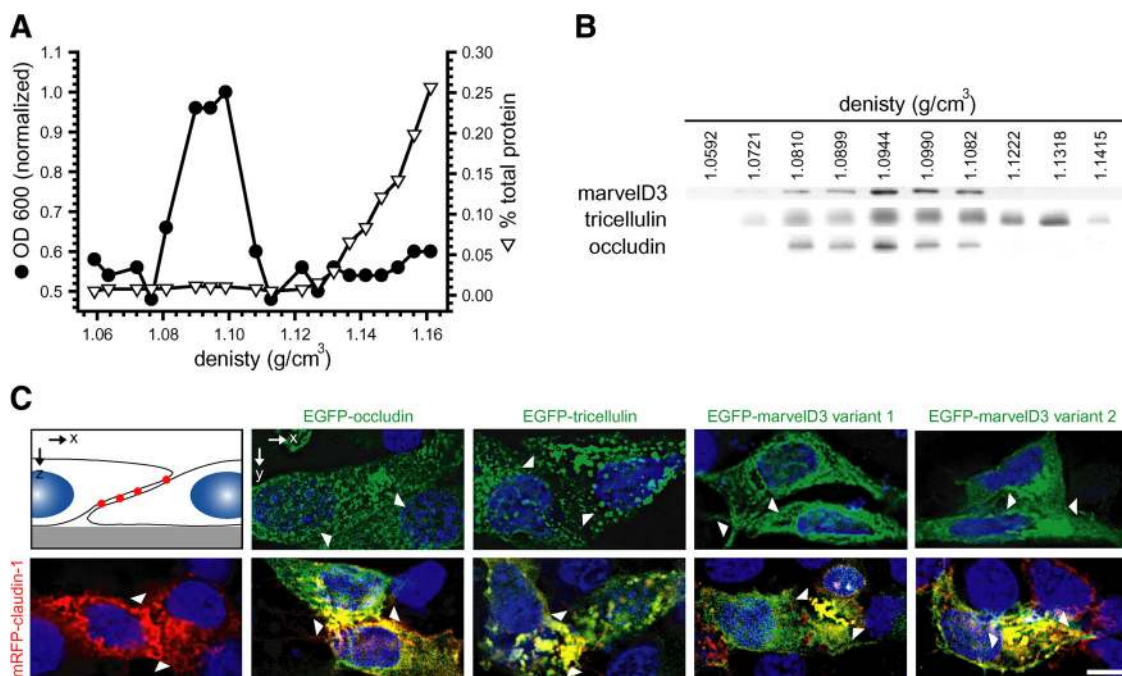 A
1.1
1.0
0.9
0.8
0.7
0.6
0.5
● OD 600 (normalized)
0.30
0.25
0.20
0.15
0.10
0.05
0.00
▽ % total protein
1.06 1.08 1.10 1.12 1.14 1.16
denisty (g/cm³)
B
denisty (g/cm³)
1.0592 1.0721 1.0810 1.0899 1.0944 1.0990 1.1082 1.1222 1.1318 1.1415
marvelD3
tricellulin
occludin
C
EGFP-occludin EGFP-tricellulin EGFP-marvelD3 variant 1 EGFP-marvelD3 variant 2
x
z
x
y
mRFP-claudin-1